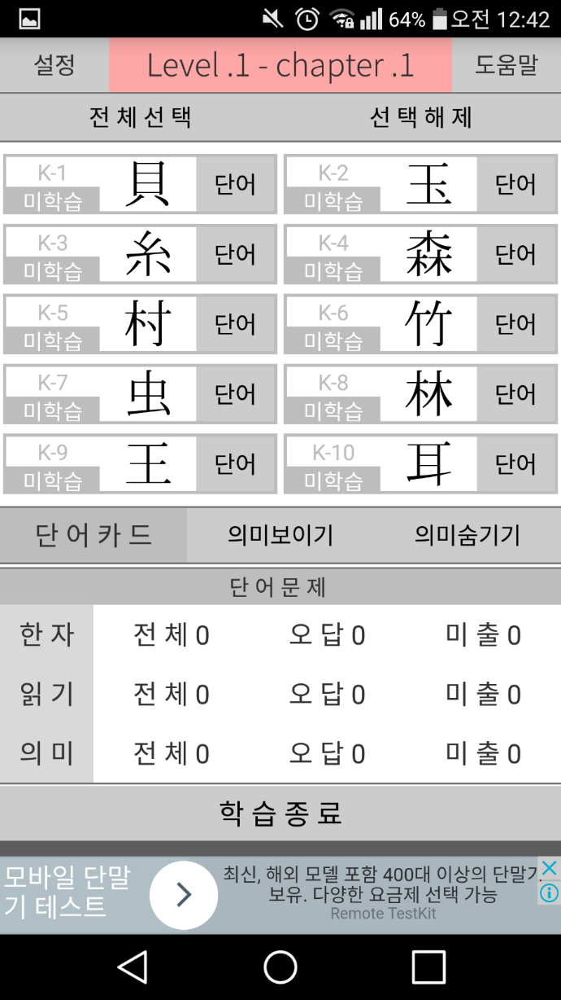 64% 오전 12:42
설정 Level .1 - chapter .1 도움말
전 체 선 택 선 택 해 제
K-1 미학습 貝 단어 K-2 미학습 玉 단어
K-3 미학습 糸 단어 K-4 미학습 森 단어
K-5 미학습 村 단어 K-6 미학습 竹 단어
K-7 미학습 虫 단어 K-8 미학습 林 단어
K-9 미학습 王 단어 K-10 미학습 耳 단어
단 어 카 드 의미보이기 의미숨기기
단 어 문 제
한 자 전 체 0 오 답 0 미 출 0
읽 기 전 체 0 오 답 0 미 출 0
의 미 전 체 0 오 답 0 미 출 0
학 습 종 료
모바일 단말
기 테스트
최신, 해외 모델 포함 400대 이상의 단말기
보유. 다양한 요금제 선택 가능
Remote TestKit